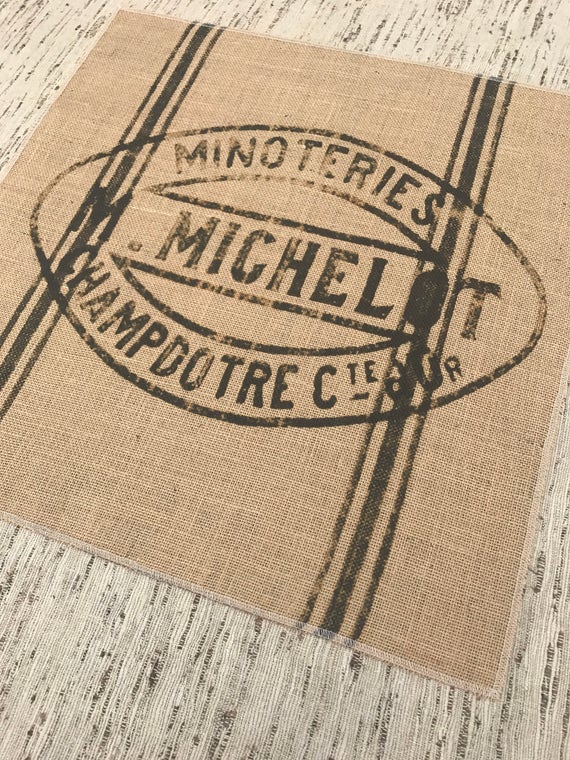 MINOTERIES
M. MICHELOT
CHAMPDOTRE CTE D'OR